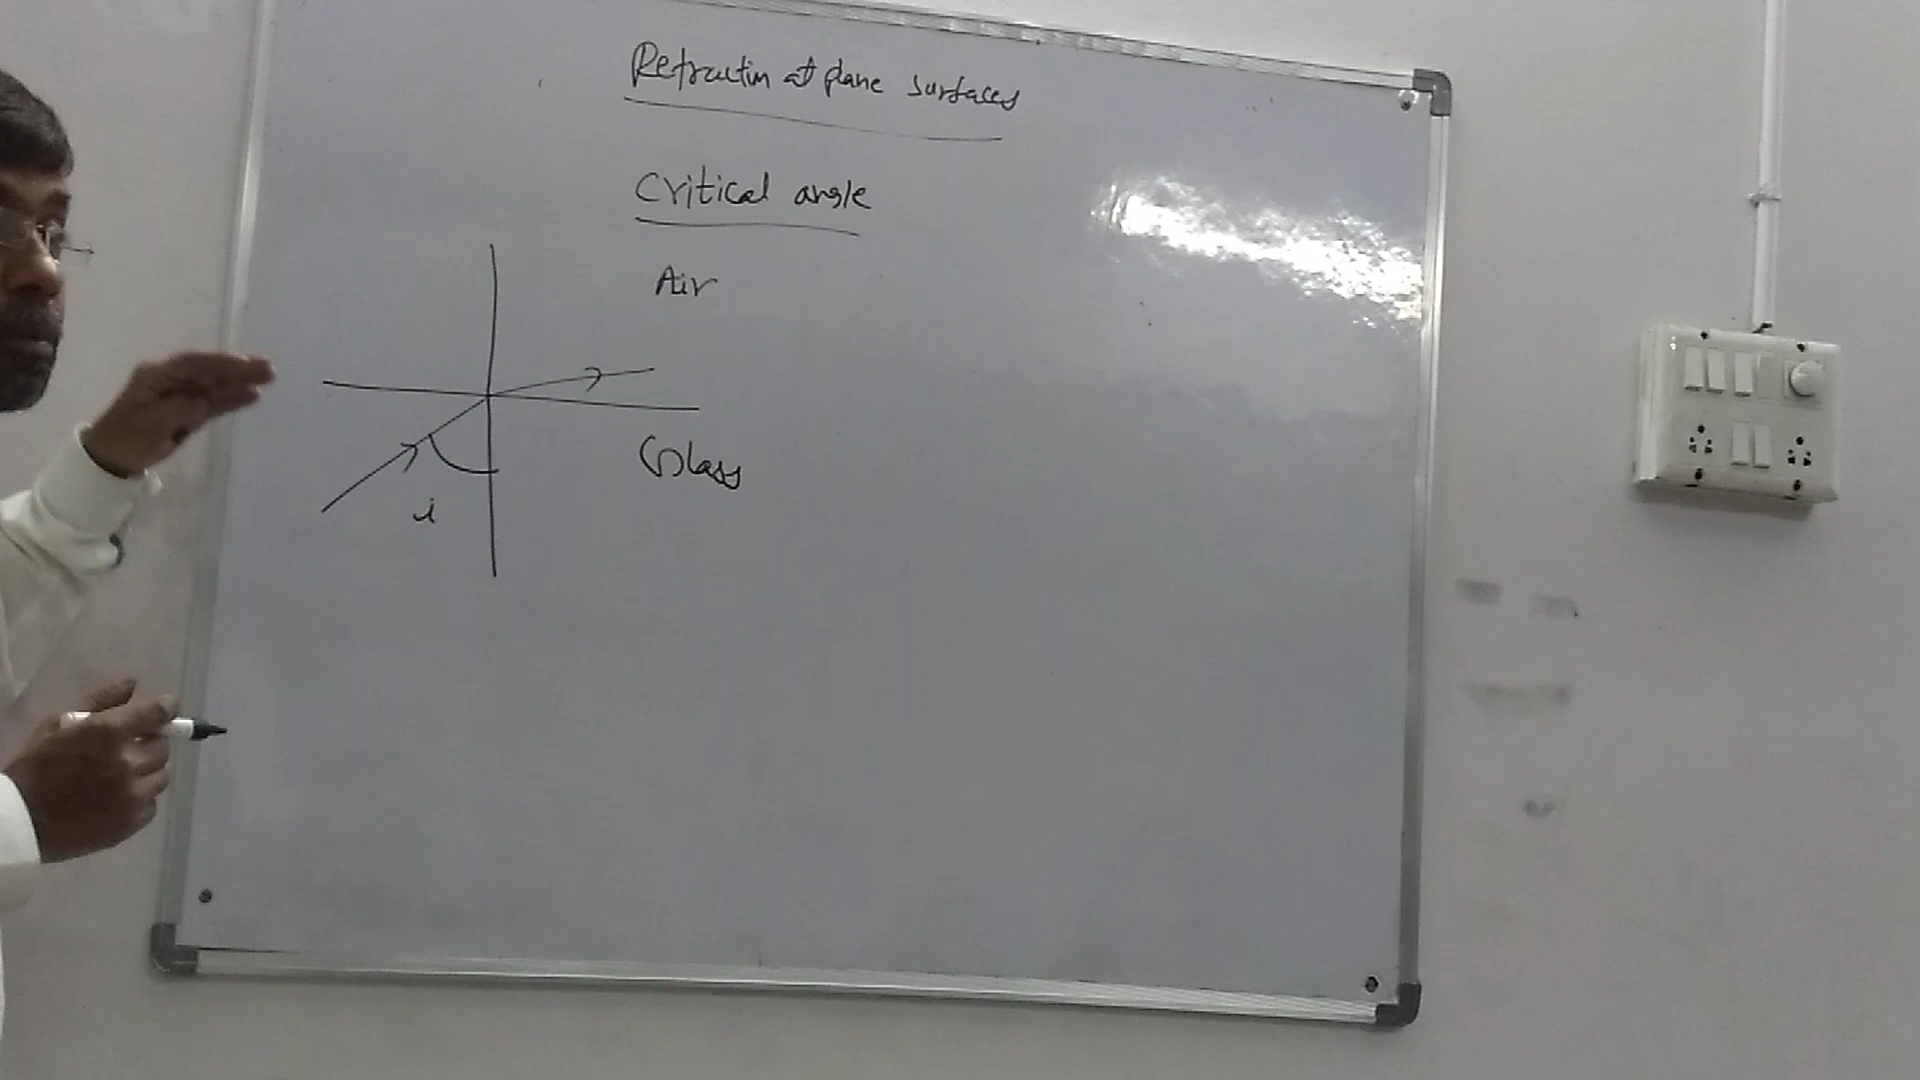 Refraction at plane surfaces
Critical angle
Air
Glass
i